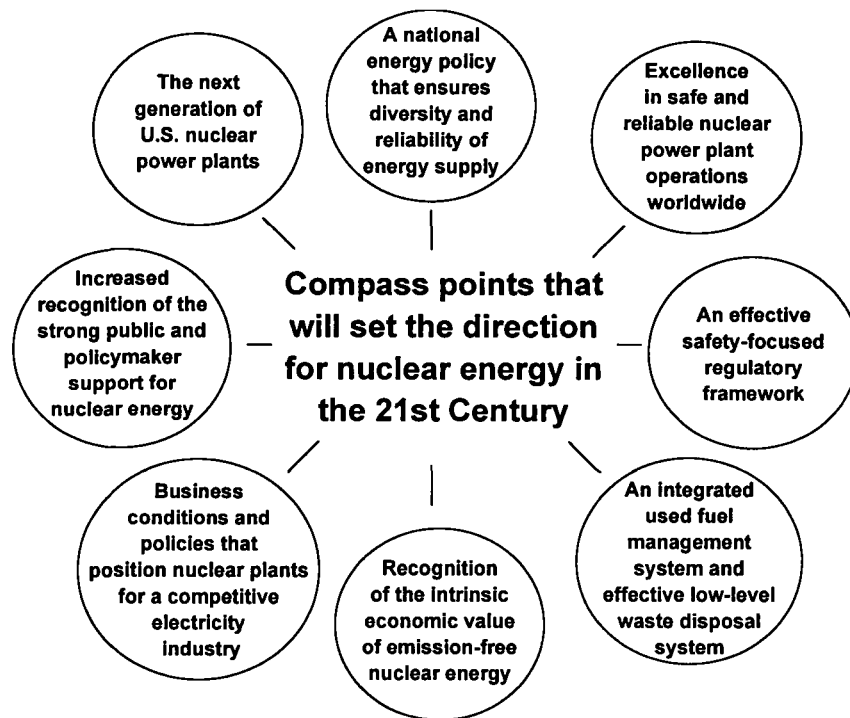 The next
generation of
U.S. nuclear
power plants
A national
energy policy
that ensures
diversity and
reliability of
energy supply
Excellence
in safe and
reliable nuclear
power plant
operations
worldwide
Increased
recognition of the
strong public and
policymaker
support for
nuclear energy
Compass points that
will set the direction
for nuclear energy in
the 21st Century
An effective
safety-focused
regulatory
framework
Business
conditions and
policies that
position nuclear plants
for a competitive
electricity
industry
Recognition
of the intrinsic
economic value
of emission-free
nuclear energy
An integrated
used fuel
management
system and
effective low-level
waste disposal
system